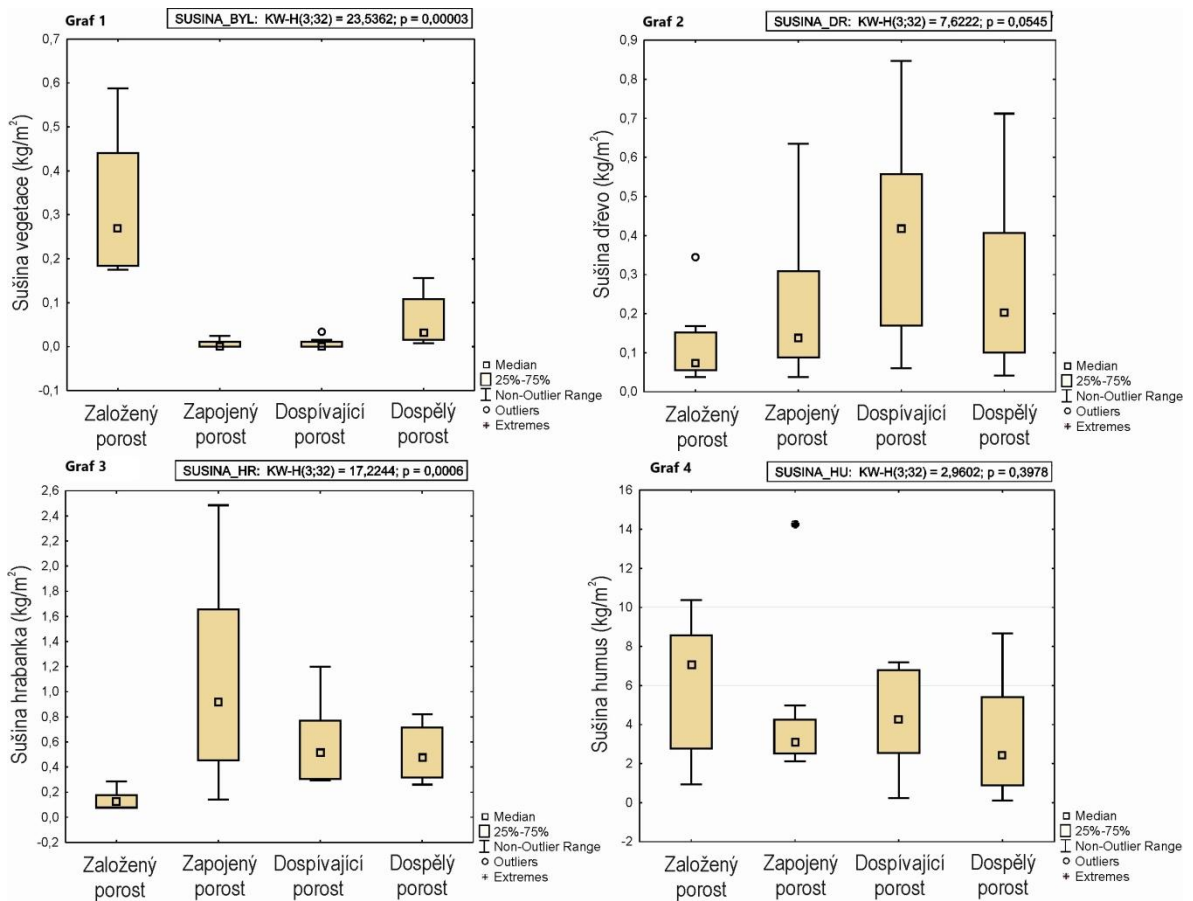 Graf 1
SUSINA_BYL: KW-H(3;32) = 23,5362; p = 0,00003
Sušina vegetace (kg/m²)
0,7
0,6
0,5
0,4
0,3
0,2
0,1
0,0
-0,1
Založený porost
Zapojený porost
Dospívající porost
Dospělý porost
Median
25%-75%
Non-Outlier Range
Outliers
Extremes
Graf 2
SUSINA_DR: KW-H(3;32) = 7,6222; p = 0,0545
Sušina dřevo (kg/m²)
0,9
0,8
0,7
0,6
0,5
0,4
0,3
0,2
0,1
0,0
Založený porost
Zapojený porost
Dospívající porost
Dospělý porost
Median
25%-75%
Non-Outlier Range
Outliers
Extremes
Graf 3
SUSINA_HR: KW-H(3;32) = 17,2244; p = 0,0006
Sušina hrabanka (kg/m²)
2,6
2,4
2,2
2,0
1,8
1,6
1,4
1,2
1,0
0,8
0,6
0,4
0,2
0,0
-0,2
Založený porost
Zapojený porost
Dospívající porost
Dospělý porost
Median
25%-75%
Non-Outlier Range
Outliers
Extremes
Graf 4
SUSINA_HU: KW-H(3;32) = 2,9602; p = 0,3978
Sušina humus (kg/m²)
16
14
12
10
8
6
4
2
0
-2
Založený porost
Zapojený porost
Dospívající porost
Dospělý porost
Median
25%-75%
Non-Outlier Range
Outliers
Extremes